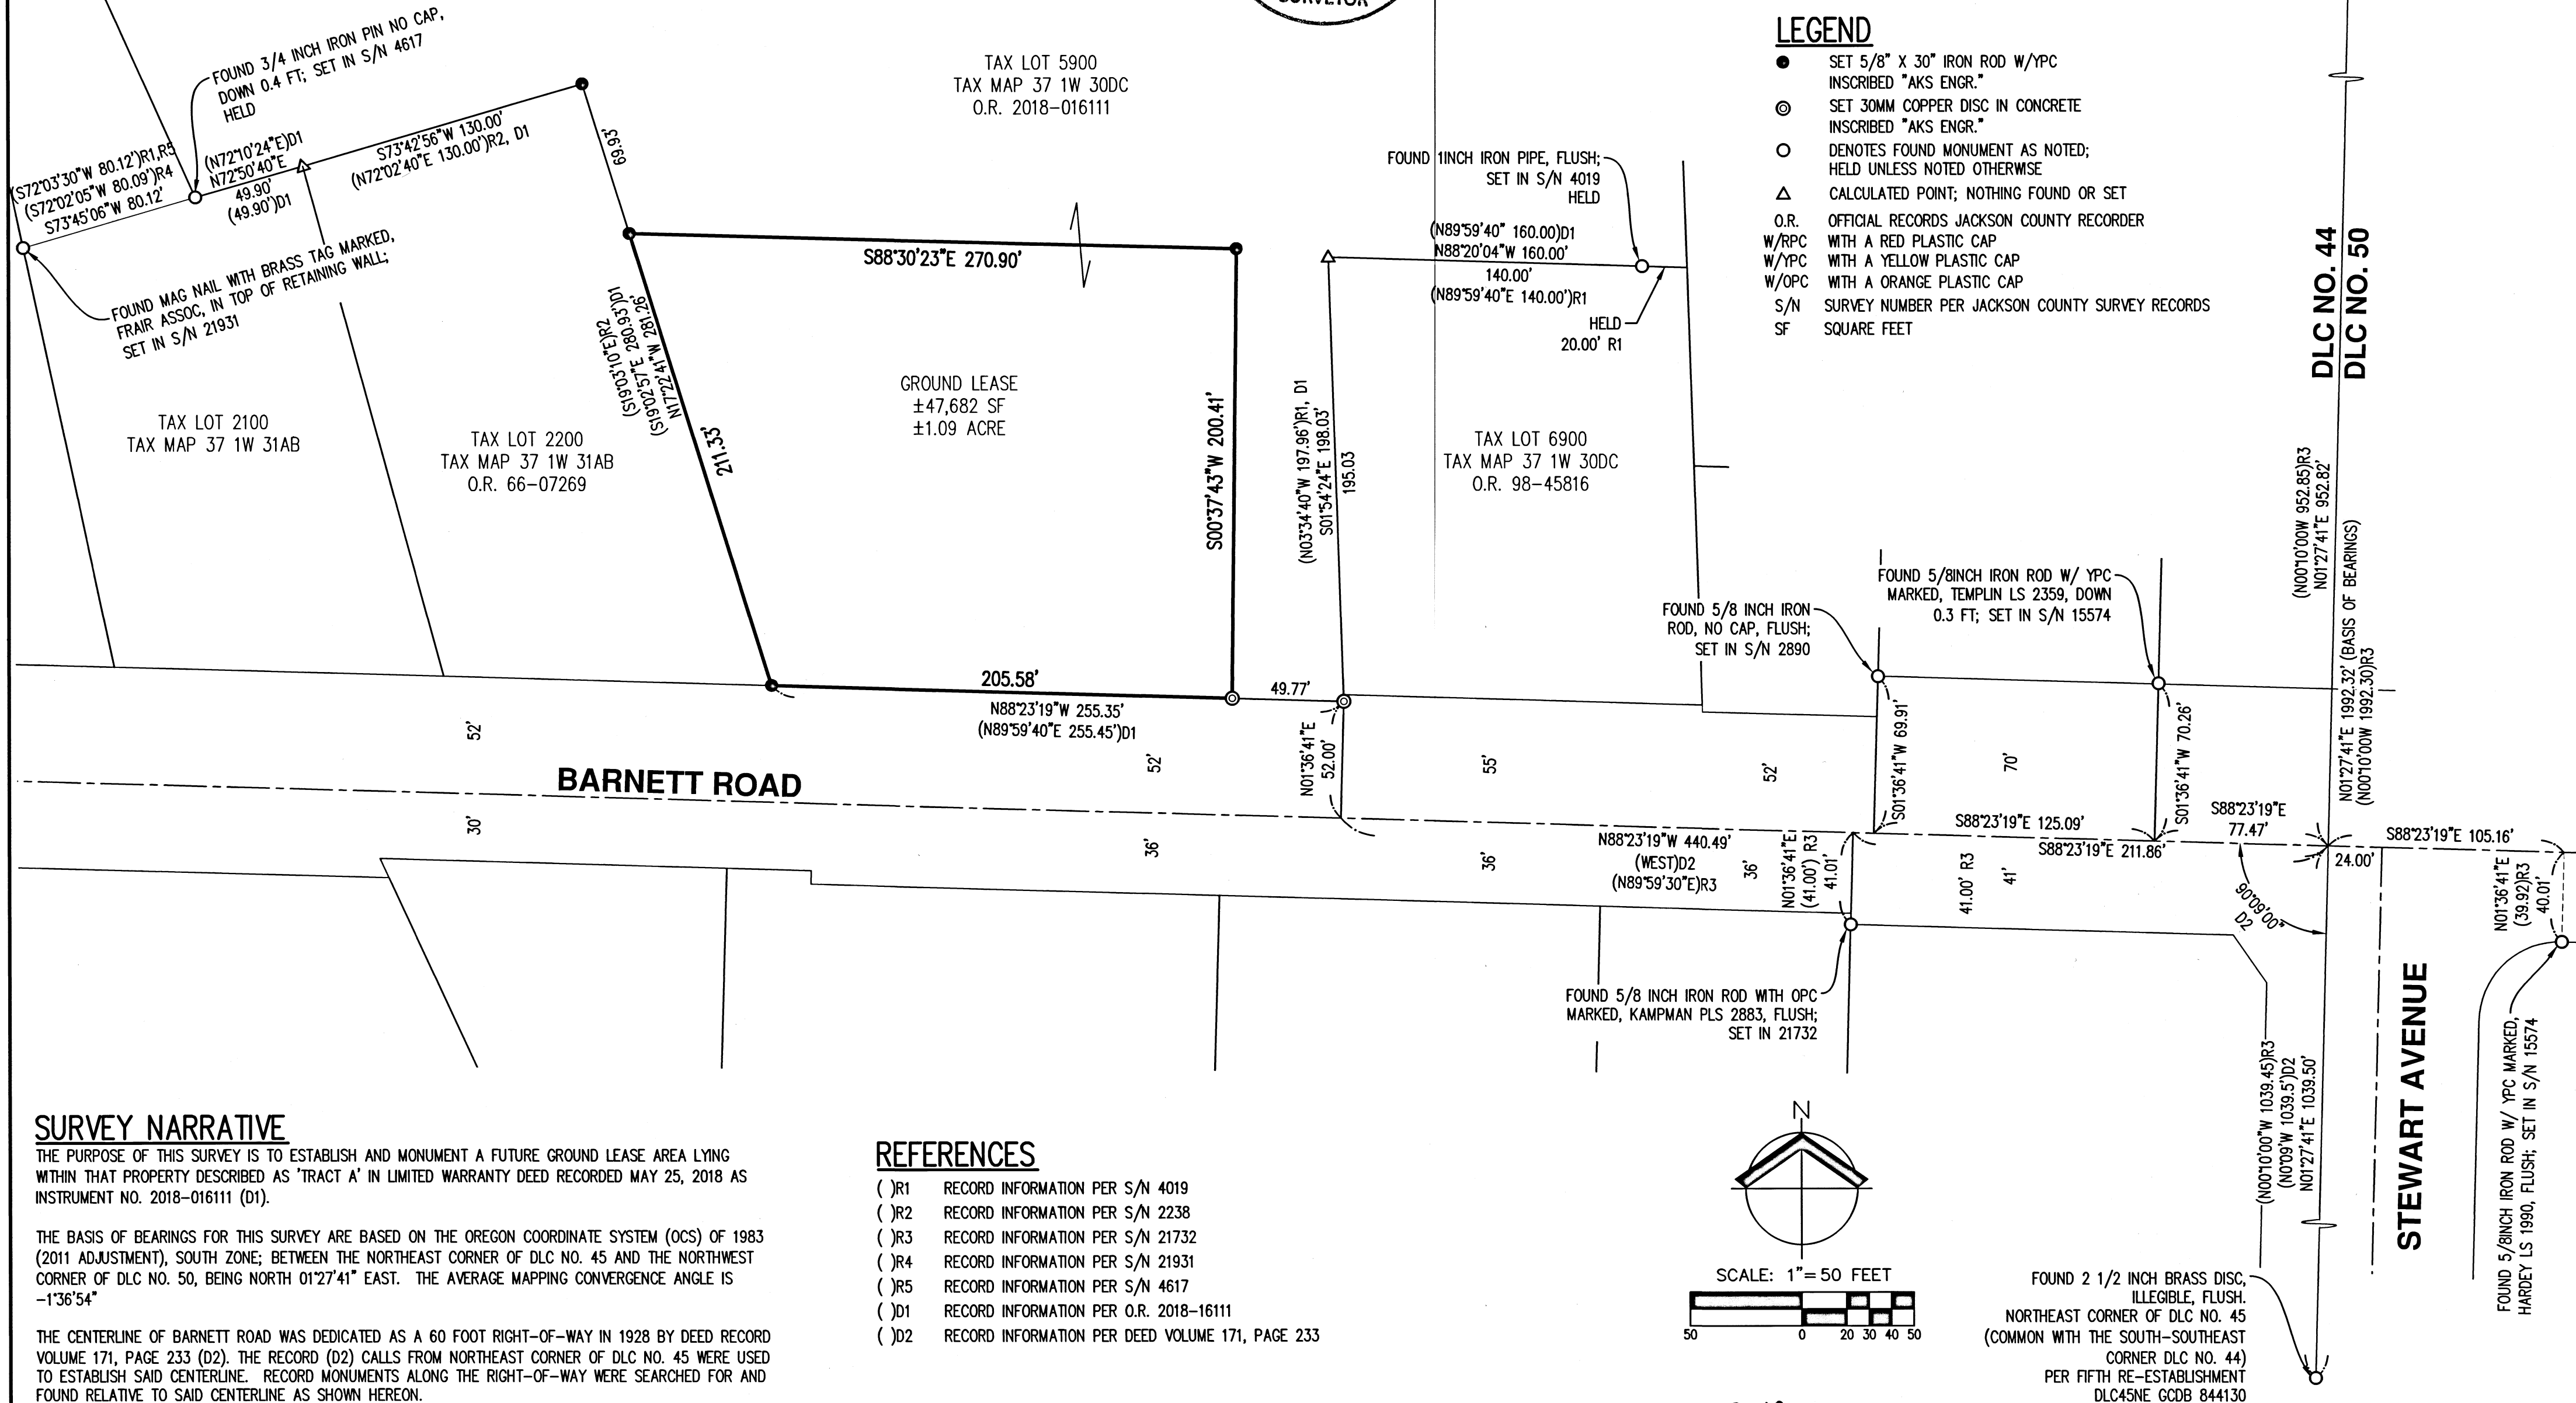 SURVEYOR
FOUND 3/4 INCH IRON PIN NO CAP,
DOWN 0.4 FT; SET IN S/N 4617
HELD
(S72°03'30"W 80.12')R1,R5
(S72°02'05"W 80.09')R4
S73°45'06"W 80.12'
(N72°10'24"E)D1
N72°50'40"E
49.90'
(49.90')D1
S73°42'56"W 130.00'
(N72°02'40"E 130.00')R2, D1
69.93'
FOUND MAG NAIL WITH BRASS TAG MARKED,
FRAIR ASSOC, IN TOP OF RETAINING WALL;
SET IN S/N 21931
TAX LOT 5900
TAX MAP 37 1W 30DC
O.R. 2018-016111
S88°30'23"E 270.90'
(S19°03'10"E)R2
(S19°02'57"E 280.93')D1
N17°22'41"W 281.26'
211.33'
GROUND LEASE
±47,682 SF
±1.09 ACRE
S00°37'43"W 200.41'
TAX LOT 2100
TAX MAP 37 1W 31AB
TAX LOT 2200
TAX MAP 37 1W 31AB
O.R. 66-07269
FOUND 1INCH IRON PIPE, FLUSH;
SET IN S/N 4019
HELD
(N89°59'40" 160.00)D1
N88°20'04"W 160.00'
140.00'
(N89°59'40"E 140.00')R1
HELD
20.00' R1
(N03°34'40"W 197.96')R1, D1
S01°54'24"E 198.03'
195.03
TAX LOT 6900
TAX MAP 37 1W 30DC
O.R. 98-45816
LEGEND
SET 5/8" X 30" IRON ROD W/YPC
INSCRIBED "AKS ENGR."
SET 30MM COPPER DISC IN CONCRETE
INSCRIBED "AKS ENGR."
DENOTES FOUND MONUMENT AS NOTED;
HELD UNLESS NOTED OTHERWISE
CALCULATED POINT; NOTHING FOUND OR SET
O.R. OFFICIAL RECORDS JACKSON COUNTY RECORDER
W/RPC WITH A RED PLASTIC CAP
W/YPC WITH A YELLOW PLASTIC CAP
W/OPC WITH A ORANGE PLASTIC CAP
S/N SURVEY NUMBER PER JACKSON COUNTY SURVEY RECORDS
SF SQUARE FEET
DLC NO. 44
DLC NO. 50
(N00°10'00W 952.85)R3
N01°27'41"E 952.82'
N01°27'41"E 1992.32' (BASIS OF BEARINGS)
(N00°10'00W 1992.30)R3
FOUND 5/8INCH IRON ROD W/ YPC
MARKED, TEMPLIN LS 2359, DOWN
0.3 FT; SET IN S/N 15574
FOUND 5/8 INCH IRON
ROD, NO CAP, FLUSH;
SET IN S/N 2890
205.58'
49.77'
N88°23'19"W 255.35'
(N89°59'40"E 255.45')D1
52'
52'
N01°36'41"E
52.00'
55'
52'
S01°36'41"W 69.91'
70'
S01°36'41"W 70.26'
BARNETT ROAD
30'
36'
36'
N88°23'19"W 440.49'
(WEST)D2
(N89°59'30"E)R3
36'
N01°36'41"E
(41.00') R3
41.01'
S88°23'19"E 125.09'
S88°23'19"E 211.86'
S88°23'19"E
77.47'
S88°23'19"E 105.16'
24.00'
41.00' R3
41'
90°09'00"
D2
N01°36'41"E
(39.92)R3
40.01'
FOUND 5/8 INCH IRON ROD WITH OPC
MARKED, KAMPMAN PLS 2883, FLUSH;
SET IN 21732
(N00°10'00"W 1039.45)R3
(N0°09'W 1039.5')D2
N01°27'41"E 1039.50'
STEWART AVENUE
FOUND 5/8INCH IRON ROD W/ YPC MARKED,
HARDEY LS 1990, FLUSH; SET IN S/N 15574
SURVEY NARRATIVE
THE PURPOSE OF THIS SURVEY IS TO ESTABLISH AND MONUMENT A FUTURE GROUND LEASE AREA LYING
WITHIN THAT PROPERTY DESCRIBED AS 'TRACT A' IN LIMITED WARRANTY DEED RECORDED MAY 25, 2018 AS
INSTRUMENT NO. 2018-016111 (D1).
THE BASIS OF BEARINGS FOR THIS SURVEY ARE BASED ON THE OREGON COORDINATE SYSTEM (OCS) OF 1983
(2011 ADJUSTMENT), SOUTH ZONE; BETWEEN THE NORTHEAST CORNER OF DLC NO. 45 AND THE NORTHWEST
CORNER OF DLC NO. 50, BEING NORTH 01°27'41" EAST. THE AVERAGE MAPPING CONVERGENCE ANGLE IS
-1°36'54"
THE CENTERLINE OF BARNETT ROAD WAS DEDICATED AS A 60 FOOT RIGHT-OF-WAY IN 1928 BY DEED RECORD
VOLUME 171, PAGE 233 (D2). THE RECORD (D2) CALLS FROM NORTHEAST CORNER OF DLC NO. 45 WERE USED
TO ESTABLISH SAID CENTERLINE. RECORD MONUMENTS ALONG THE RIGHT-OF-WAY WERE SEARCHED FOR AND
FOUND RELATIVE TO SAID CENTERLINE AS SHOWN HEREON.
REFERENCES
( )R1 RECORD INFORMATION PER S/N 4019
( )R2 RECORD INFORMATION PER S/N 2238
( )R3 RECORD INFORMATION PER S/N 21732
( )R4 RECORD INFORMATION PER S/N 21931
( )R5 RECORD INFORMATION PER S/N 4617
( )D1 RECORD INFORMATION PER O.R. 2018-16111
( )D2 RECORD INFORMATION PER DEED VOLUME 171, PAGE 233
N
SCALE: 1"= 50 FEET
50 0 20 30 40 50
FOUND 2 1/2 INCH BRASS DISC,
ILLEGIBLE, FLUSH.
NORTHEAST CORNER OF DLC NO. 45
(COMMON WITH THE SOUTH-SOUTHEAST
CORNER DLC NO. 44)
PER FIFTH RE-ESTABLISHMENT
DLC45NE GCDB 844130